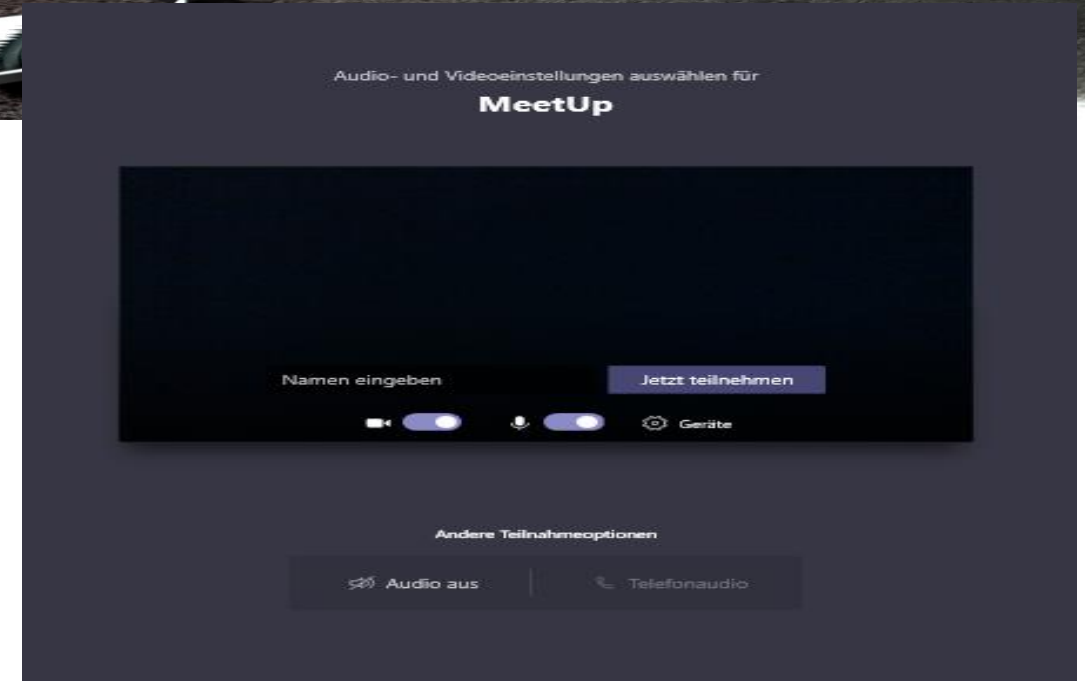 Audio- und Videoeinstellungen auswählen für
MeetUp
Namen eingeben
Jetzt teilnehmen
Geräte
Andere Teilnahmeoptionen
Audio aus
Telefonaudio